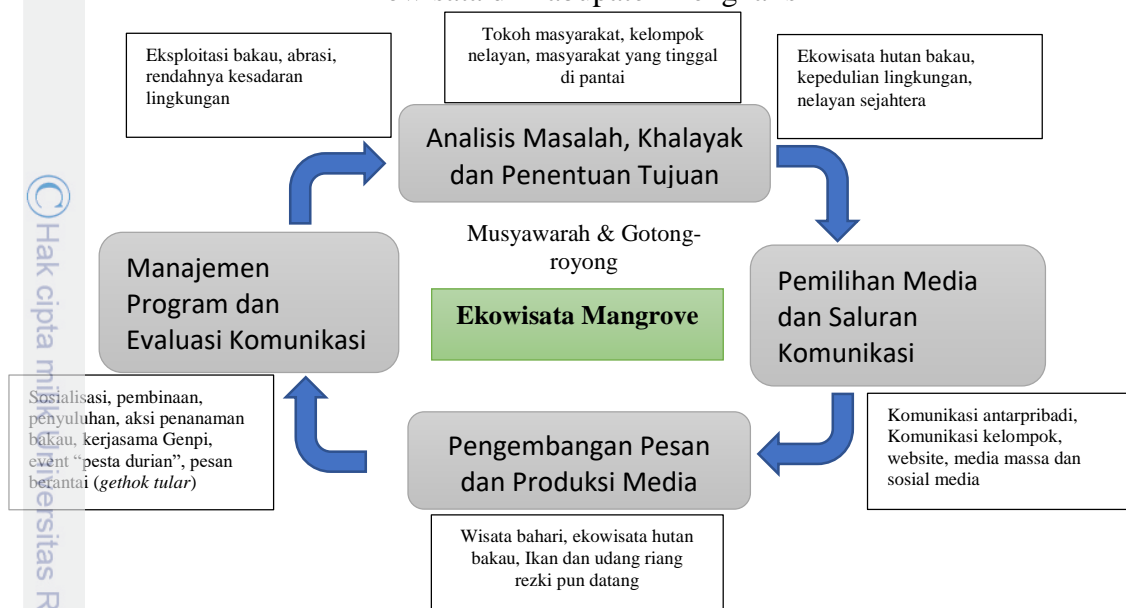 Kabupaten
Eksploitasi bakau, abrasi,
rendahnya kesadaran
lingkungan
Tokoh masyarakat, kelompok
nelayan, masyarakat yang tinggal
di pantai
Ekowisata hutan bakau,
kepedulian lingkungan,
nelayan sejahtera
Analisis Masalah, Khalayak
dan Penentuan Tujuan
Musyawarah & Gotong-
royong
Ekowisata Mangrove
Manajemen
Program dan
Evaluasi Komunikasi
Pemilihan Media
dan Saluran
Komunikasi
Sosialisasi, pembinaan,
penyuluhan, aksi penanaman
bakau, kerjasama Genpi,
event “pesta durian”, pesan
berantai (gethok tular)
Pengembangan Pesan
dan Produksi Media
Komunikasi antarpribadi,
Komunikasi kelompok,
website, media massa dan
sosial media
Wisata bahari, ekowisata hutan
bakau, Ikan dan udang riang
rezki pun datang
© Hak cipta milik Universitas R